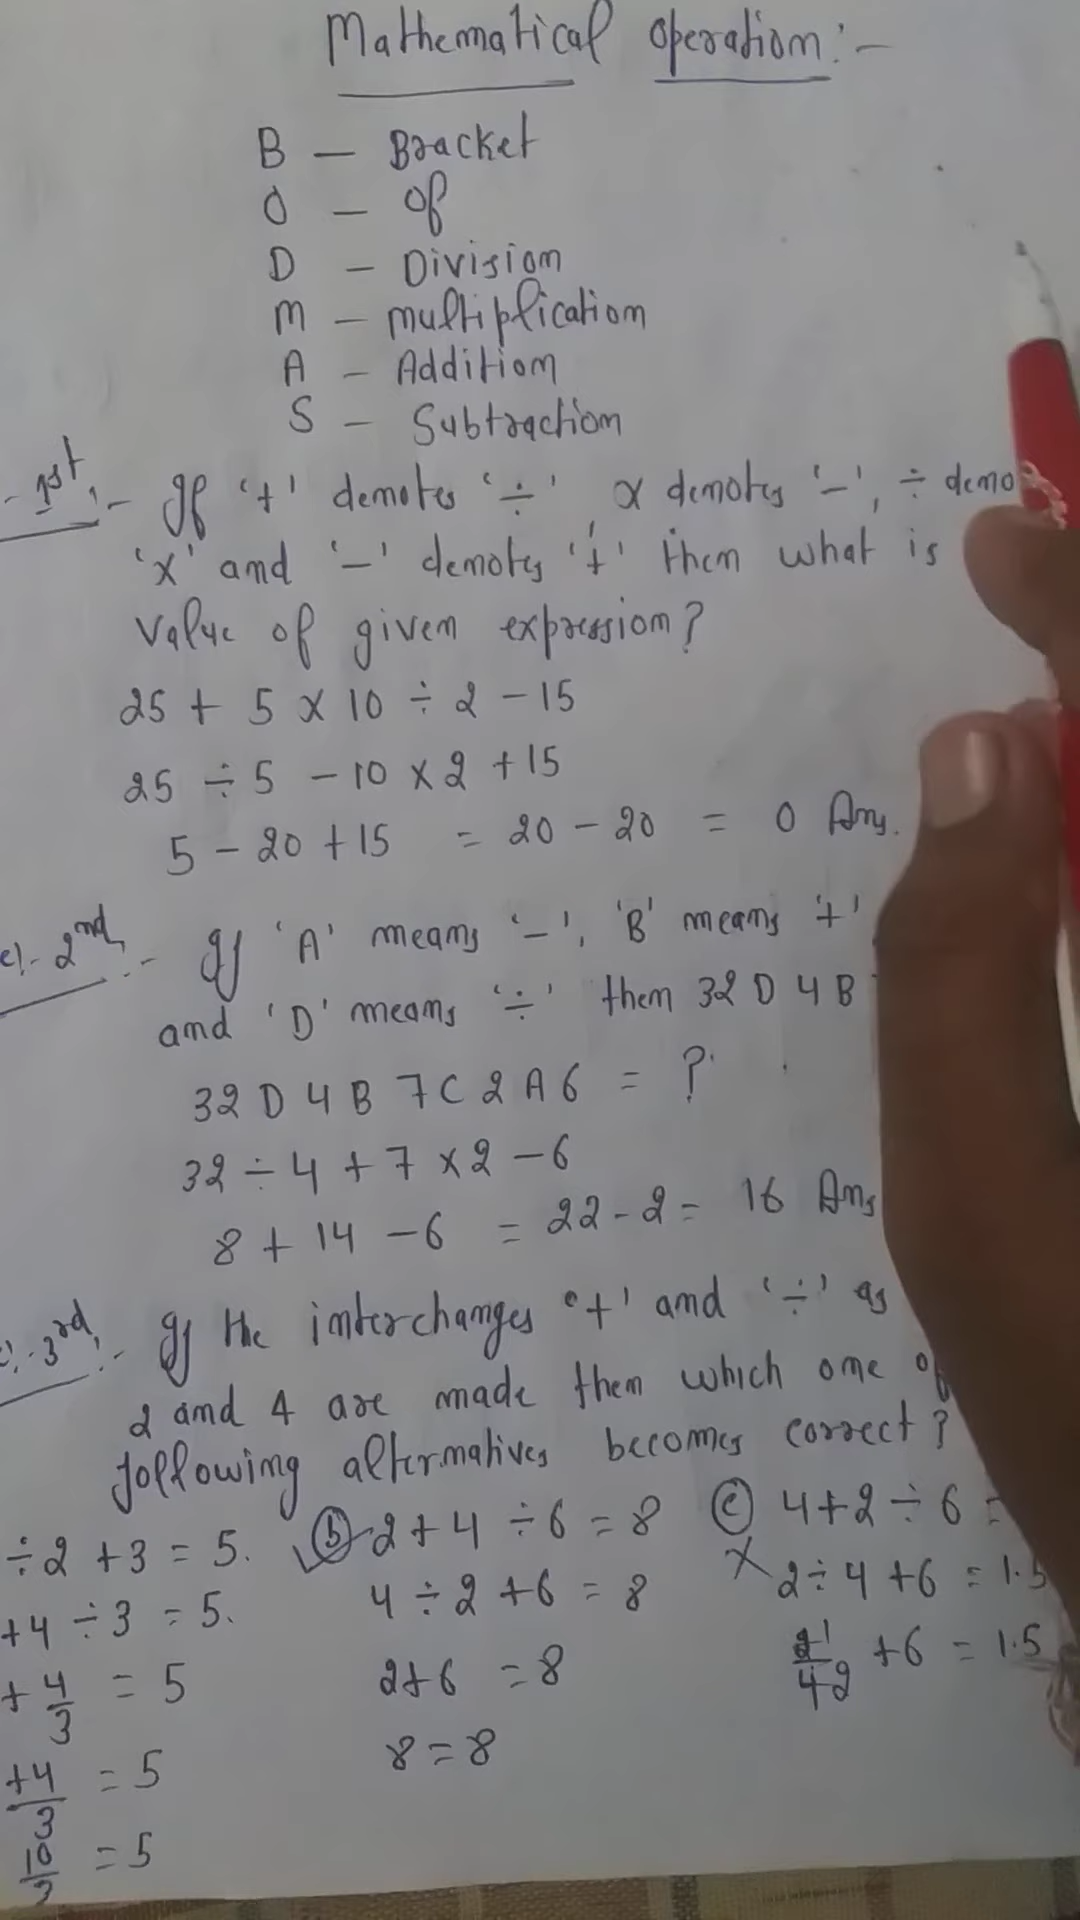 Mathematical operation:-
B - Bracket
O - Of
D - Division
M - multiplication
A - Addition
S - Subtraction
1st :- If '+' denotes '÷' x denotes '-', ÷ deno
'x' and '-' denotes '+' then what is
Value of given expression?
25 + 5 x 10 ÷ 2 - 15
25 ÷ 5 - 10 x 2 + 15
5 - 20 + 15 = 20 - 20 = 0 Ans.
2nd :- If 'A' means '-', 'B' means '+'
and 'D' means '÷' then 32 D 4 B
32 D 4 B 7 C 2 A 6 = ?
32 ÷ 4 + 7 x 2 - 6
8 + 14 - 6 = 22 - 2 = 16 Ans
3rd :- If the interchanges '+' and '÷' as
2 and 4 are made then which one of
following alternatives becomes correct?
÷ 2 + 3 = 5. (b) 2 + 4 ÷ 6 = 8 (c) 4 + 2 ÷ 6 =
+ 4 ÷ 3 = 5. 4 ÷ 2 + 6 = 8 x 2 ÷ 4 + 6 = 1.5
+ 4/3 = 5 2 + 6 = 8 + 6 = 1.5
+4/3 = 5 8 = 8
= 5